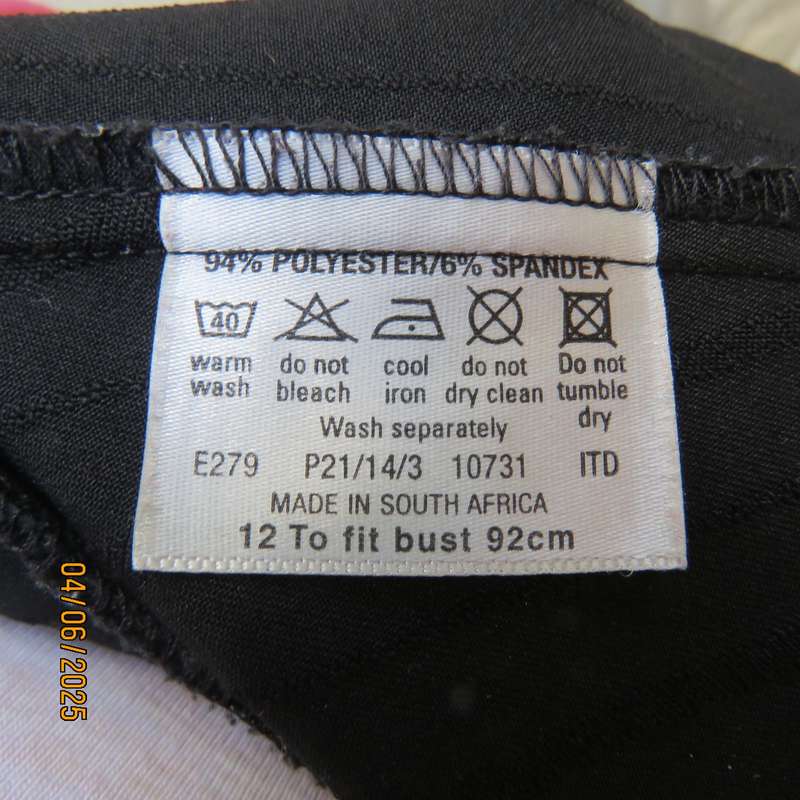 94% POLYESTER/6% SPANDEX
40
warm wash
do not bleach
cool iron
do not dry clean
Do not tumble dry
Wash separately
E279 P21/14/3 10731 ITD
MADE IN SOUTH AFRICA
12 To fit bust 92cm
04/06/2025